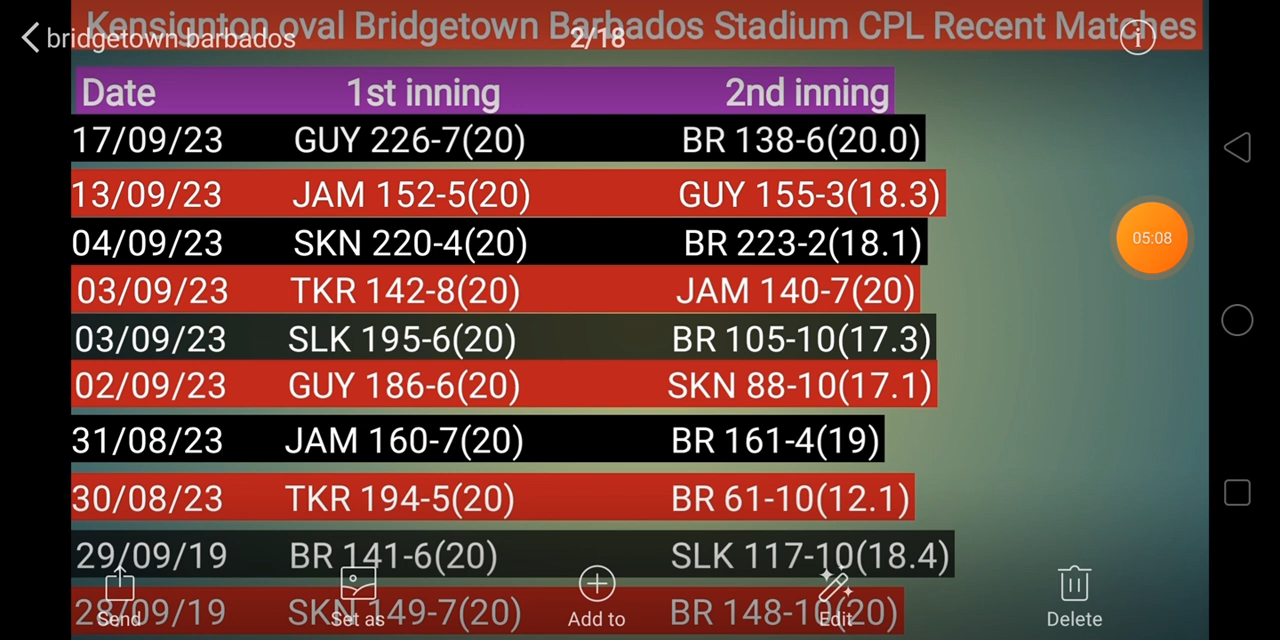 Kensignton oval Bridgetown Barbados Stadium CPL Recent Matches
bridgetown barbados
2/18
i
Date 1st inning 2nd inning
17/09/23 GUY 226-7(20) BR 138-6(20.0)
13/09/23 JAM 152-5(20) GUY 155-3(18.3)
05:08
04/09/23 SKN 220-4(20) BR 223-2(18.1)
03/09/23 TKR 142-8(20) JAM 140-7(20)
03/09/23 SLK 195-6(20) BR 105-10(17.3)
02/09/23 GUY 186-6(20) SKN 88-10(17.1)
31/08/23 JAM 160-7(20) BR 161-4(19)
30/08/23 TKR 194-5(20) BR 61-10(12.1)
29/09/19 BR 141-6(20) SLK 117-10(18.4)
28/09/19 SKN 149-7(20) BR 148-10(20)
Send Set as Add to Edit Delete